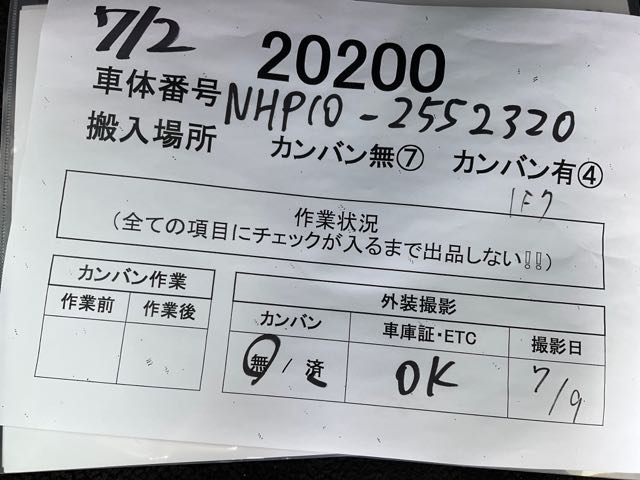 7/2 20200
車体番号 NHP10-2552320
搬入場所 カンバン無⑦ カンバン有④
1F7
作業状況
(全ての項目にチェックが入るまで出品しない!!)
カンバン作業
作業前 作業後
外装撮影
カンバン 車庫証・ETC 撮影日
無 / 済 OK 7/9